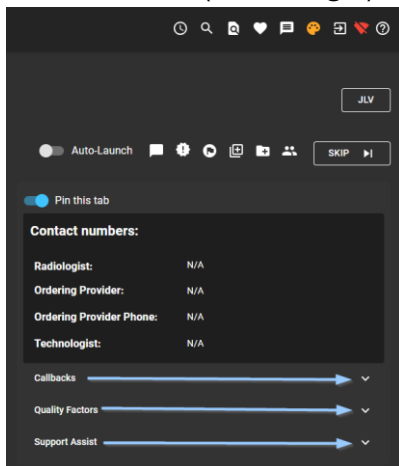 JLV
Auto-Launch
SKIP
Pin this tab
Contact numbers:
Radiologist: N/A
Ordering Provider: N/A
Ordering Provider Phone: N/A
Technologist: N/A
Callbacks
Quality Factors
Support Assist